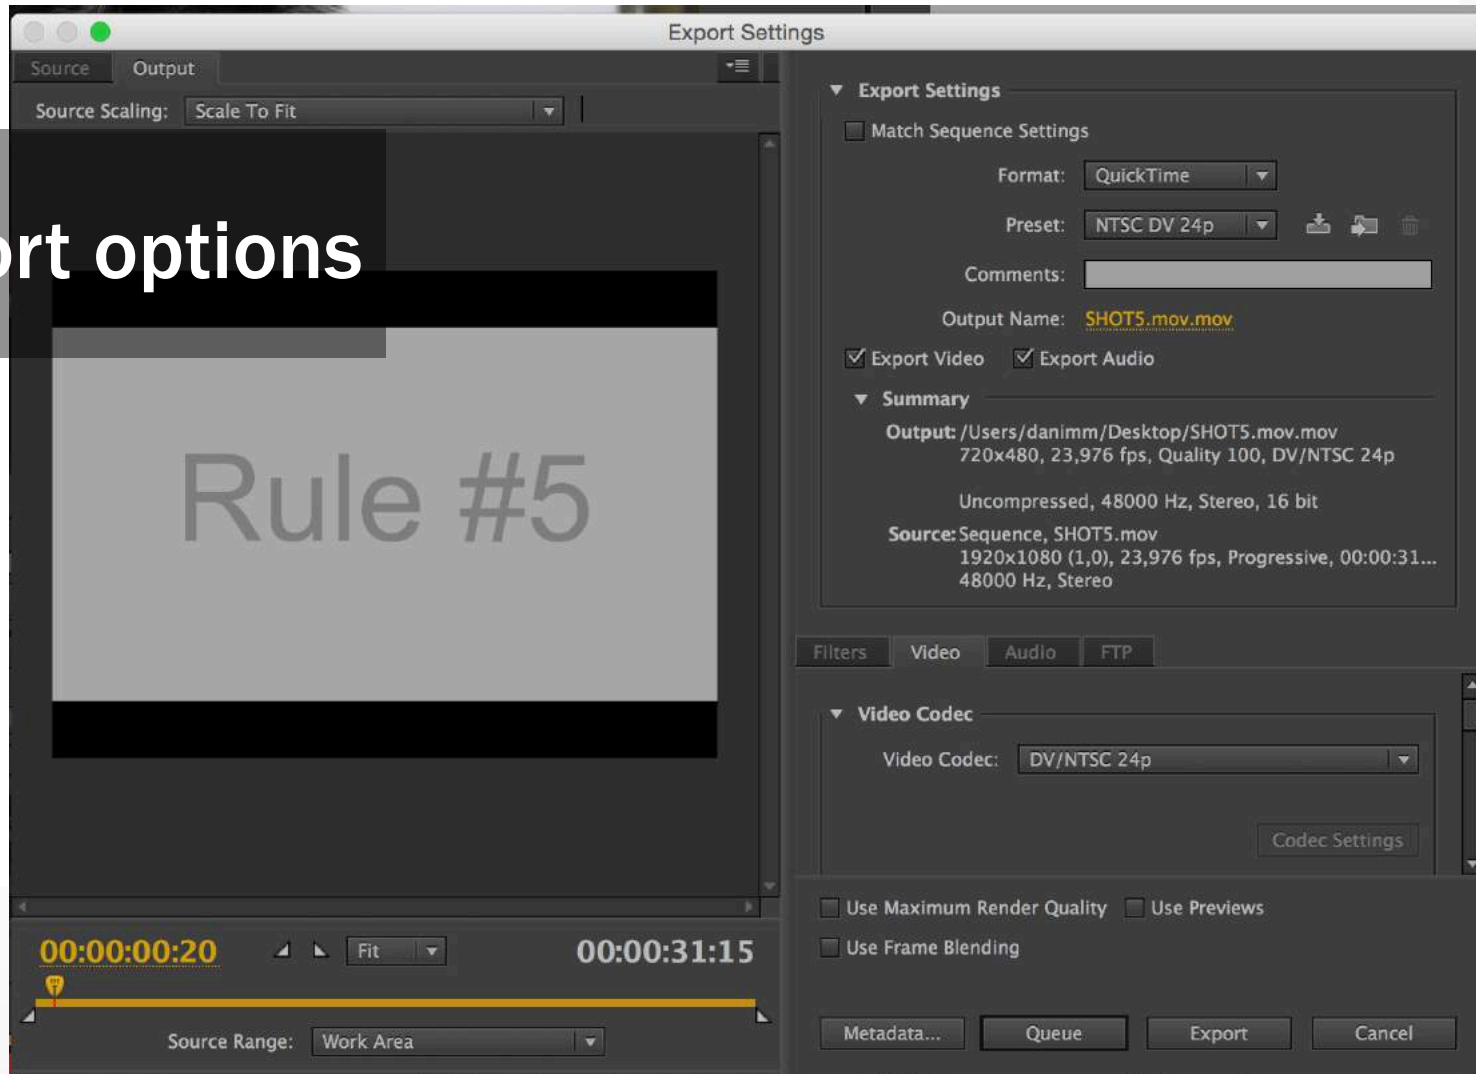 Export Settings
Source Output
Source Scaling: Scale To Fit
ort options
Rule #5
00:00:00:20 Fit 00:00:31:15
Source Range: Work Area
Export Settings
Match Sequence Settings
Format: QuickTime
Preset: NTSC DV 24p
Comments:
Output Name: SHOT5.mov.mov
Export Video Export Audio
Summary
Output: /Users/danimm/Desktop/SHOT5.mov.mov
720x480, 23,976 fps, Quality 100, DV/NTSC 24p
Uncompressed, 48000 Hz, Stereo, 16 bit
Source: Sequence, SHOT5.mov
1920x1080 (1,0), 23,976 fps, Progressive, 00:00:31...
48000 Hz, Stereo
Filters Video Audio FTP
Video Codec
Video Codec: DV/NTSC 24p
Codec Settings
Use Maximum Render Quality Use Previews
Use Frame Blending
Metadata... Queue Export Cancel